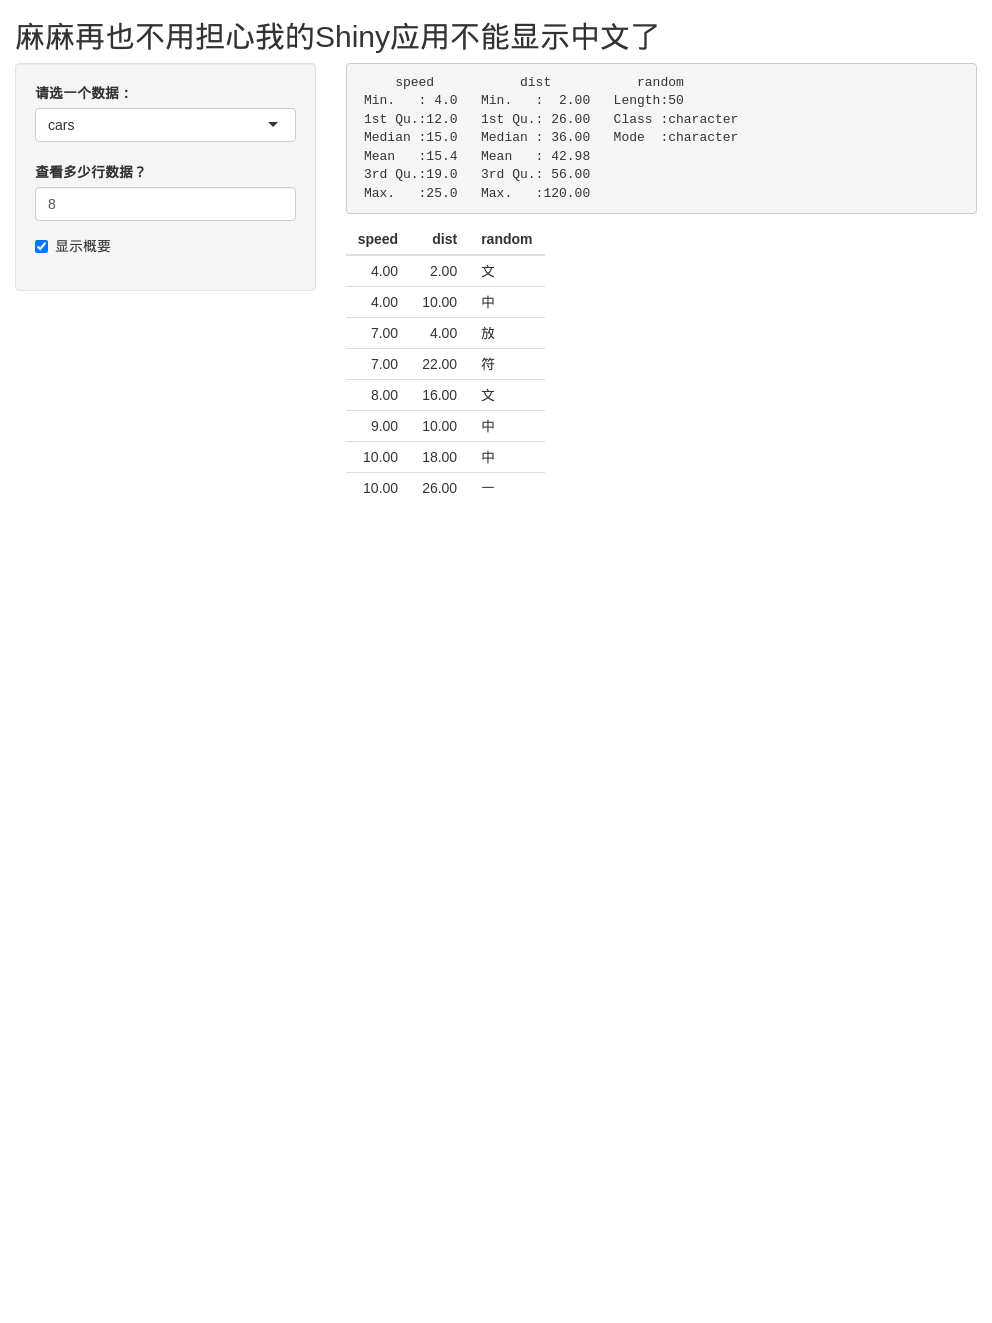 麻麻再也不用担心我的Shiny应用不能显示中文了
请选一个数据：
cars
查看多少行数据？
8
显示概要
     speed           dist           random
 Min.   : 4.0   Min.   :  2.00   Length:50
 1st Qu.:12.0   1st Qu.: 26.00   Class :character
 Median :15.0   Median : 36.00   Mode  :character
 Mean   :15.4   Mean   : 42.98
 3rd Qu.:19.0   3rd Qu.: 56.00
 Max.   :25.0   Max.   :120.00
speed dist random
4.00 2.00 文
4.00 10.00 中
7.00 4.00 放
7.00 22.00 符
8.00 16.00 文
9.00 10.00 中
10.00 18.00 中
10.00 26.00 一